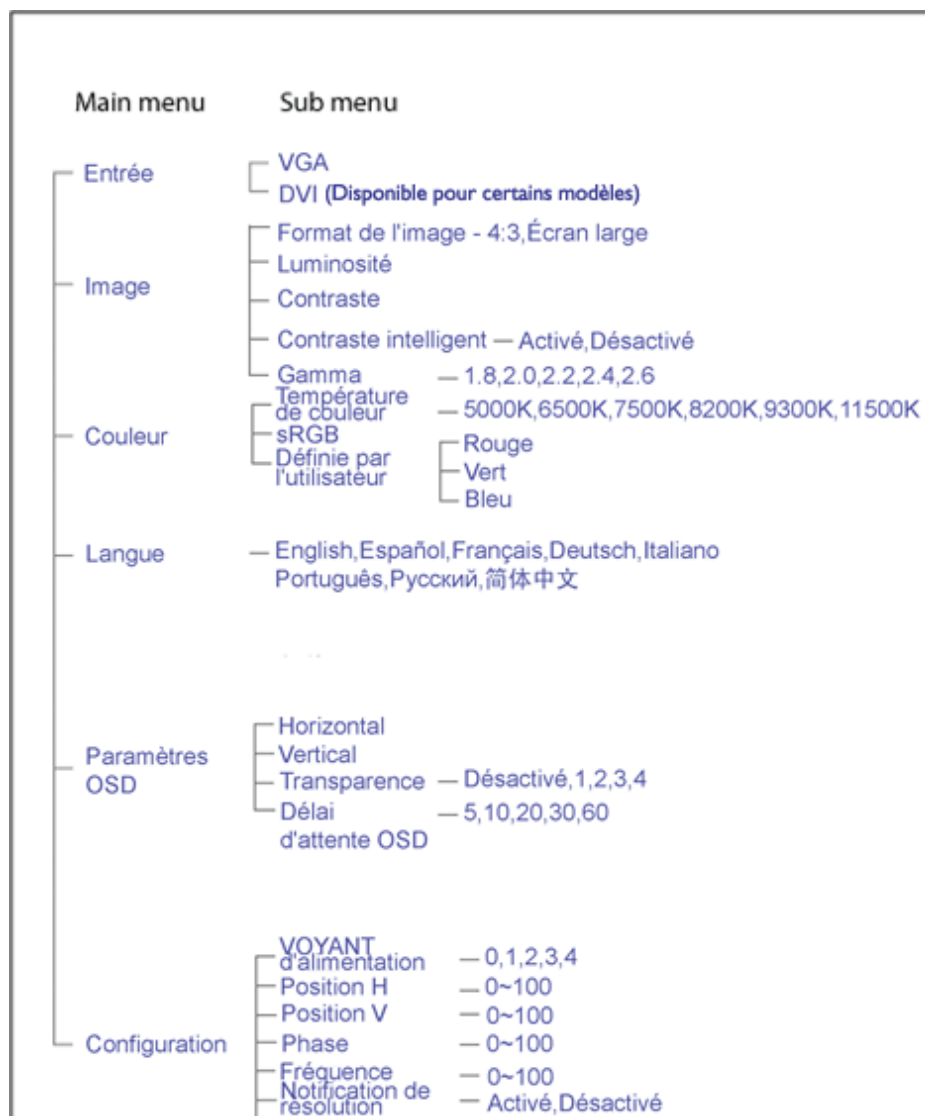 Main menu Sub menu
Entrée
VGA
DVI (Disponible pour certains modèles)
Image
Format de l'image - 4:3,Écran large
Luminosité
Contraste
Contraste intelligent — Activé,Désactivé
Gamma — 1.8,2.0,2.2,2.4,2.6
Couleur
Température
de couleur — 5000K,6500K,7500K,8200K,9300K,11500K
sRGB
Définie par
l'utilisateur
Rouge
Vert
Bleu
Langue — English,Español,Français,Deutsch,Italiano
Português,Русский,简体中文
Paramètres
OSD
Horizontal
Vertical
Transparence — Désactivé,1,2,3,4
Délai — 5,10,20,30,60
d'attente OSD
Configuration
VOYANT
d'alimentation — 0,1,2,3,4
Position H — 0~100
Position V — 0~100
Phase — 0~100
Fréquence — 0~100
Notification de
résolution — Activé,Désactivé